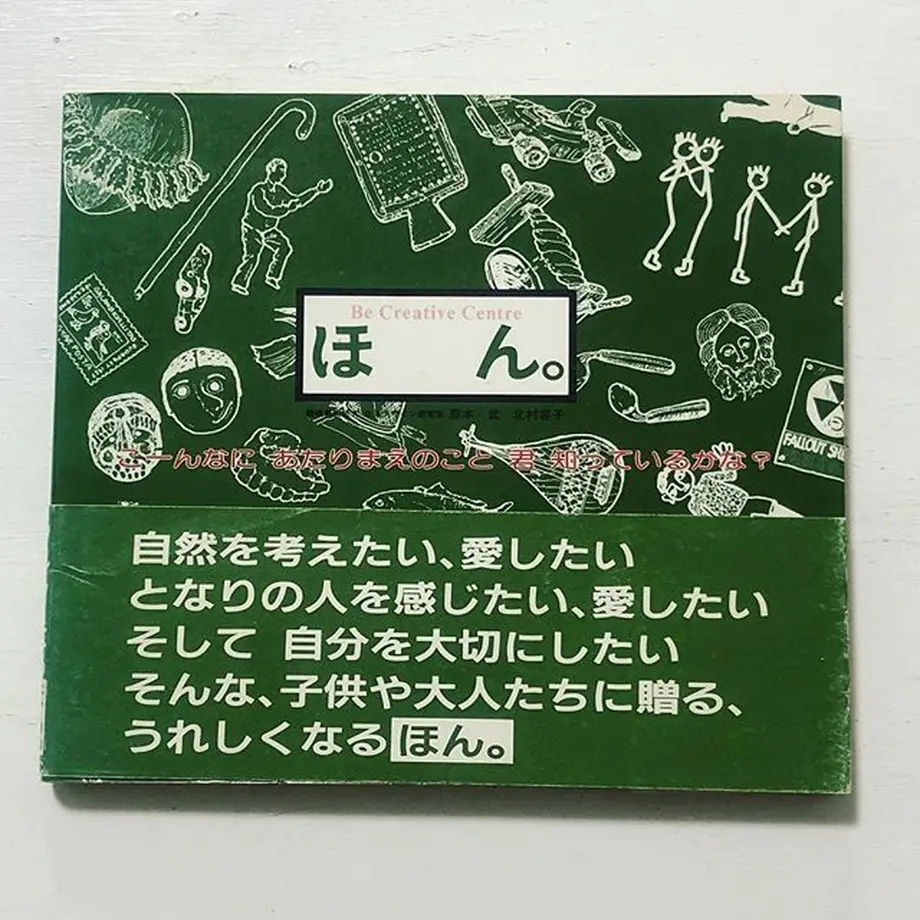 Be Creative Centre
ほん。
北村容子
こーんなに あたりまえのこと 君 知っているかな?
FALLOUT
自然を考えたい、愛したい
となりの人を感じたい、愛したい
そして 自分を大切にしたい
そんな、子供や大人たちに贈る、
うれしくなるほん。